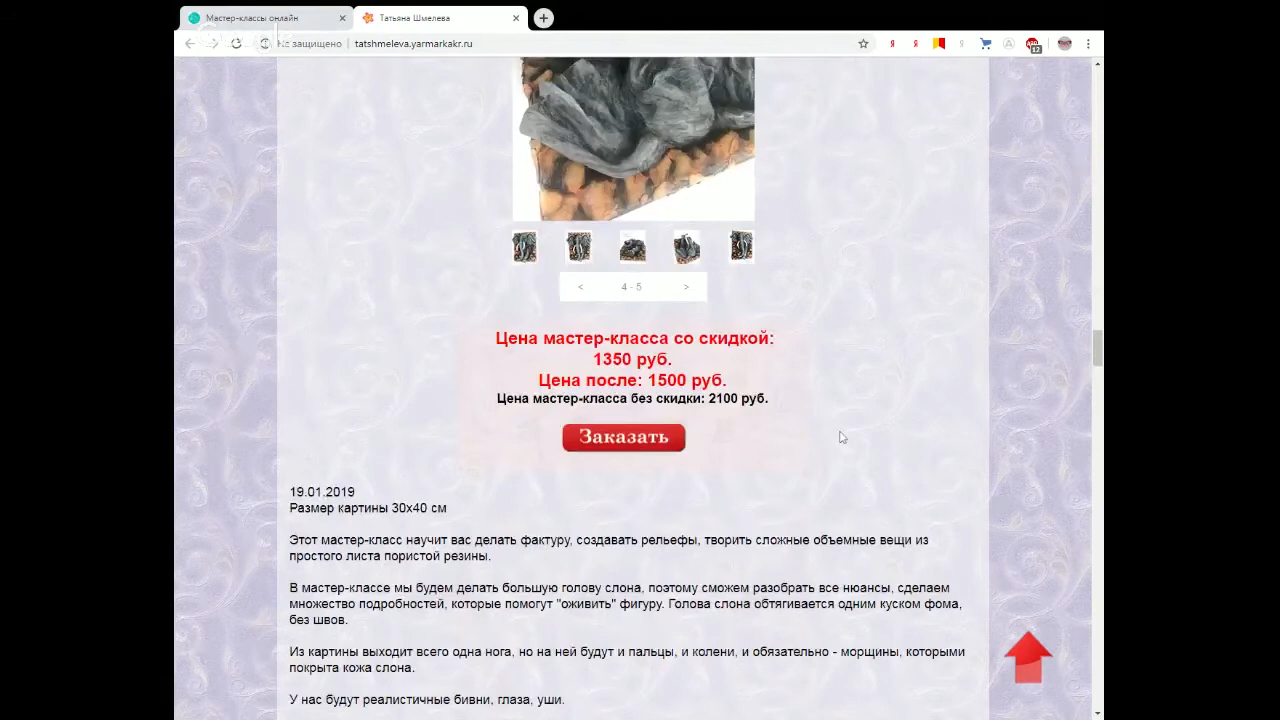 Мастер-классы онлайн
Татьяна Шмелева
Не защищено
tatshmeleva.yarmarkakr.ru
12
< 4 - 5 >
Цена мастер-класса со скидкой:
1350 руб.
Цена после: 1500 руб.
Цена мастер-класса без скидки: 2100 руб.
Заказать
19.01.2019
Размер картины 30х40 см
Этот мастер-класс научит вас делать фактуру, создавать рельефы, творить сложные объемные вещи из
простого листа пористой резины.
В мастер-классе мы будем делать большую голову слона, поэтому сможем разобрать все нюансы, сделаем
множество подробностей, которые помогут "оживить" фигуру. Голова слона обтягивается одним куском фома,
без швов.
Из картины выходит всего одна нога, но на ней будут и пальцы, и колени, и обязательно - морщины, которыми
покрыта кожа слона.
У нас будут реалистичные бивни, глаза, уши.